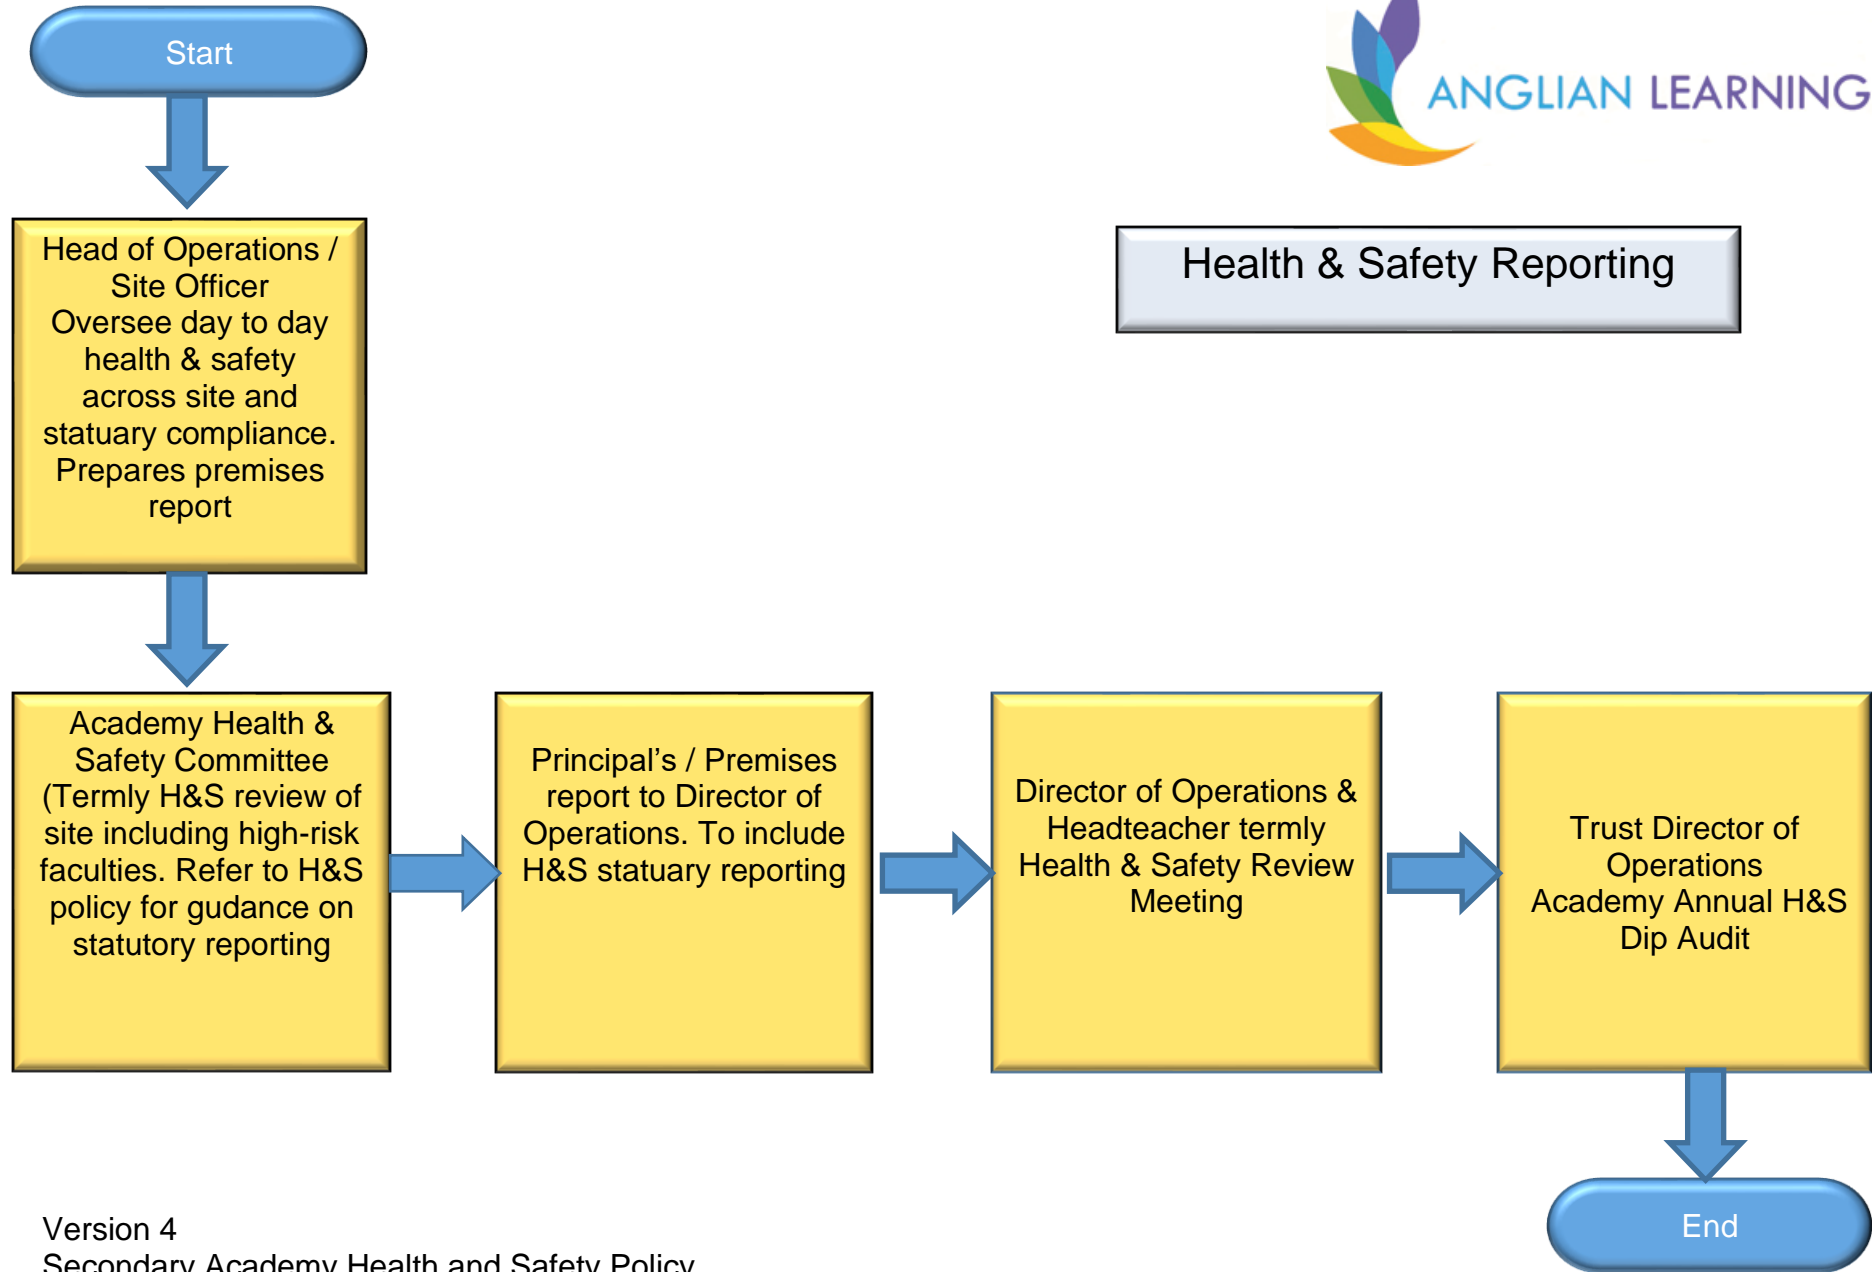 Start
ANGLIAN LEARNING
Head of Operations /
Site Officer
Oversee day to day
health & safety
across site and
statuary compliance.
Prepares premises
report
Health & Safety Reporting
Academy Health &
Safety Committee
(Termly H&S review of
site including high-risk
faculties. Refer to H&S
policy for gudance on
statutory reporting
Principal’s / Premises
report to Director of
Operations. To include
H&S statuary reporting
Director of Operations &
Headteacher termly
Health & Safety Review
Meeting
Trust Director of
Operations
Academy Annual H&S
Dip Audit
End
Version 4
Secondary Academy Health and Safety Policy